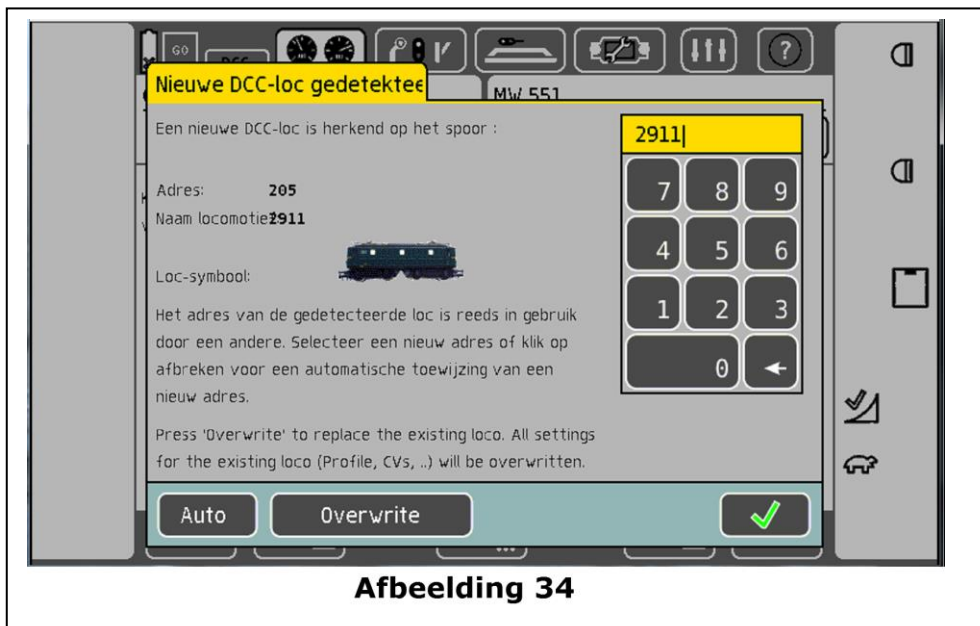 GO
DCC
?
Nieuwe DCC-loc gedetektee
MW 551
Een nieuwe DCC-loc is herkend op het spoor :
2911
Adres: 205
Naam locomotie 2911
Loc-symbool:
7 8 9
4 5 6
1 2 3
0
Het adres van de gedetecteerde loc is reeds in gebruik
door een andere. Selecteer een nieuw adres of klik op
afbreken voor een automatische toewijzing van een
nieuw adres.
Press 'Overwrite' to replace the existing loco. All settings
for the existing loco (Profile, CVs, ..) will be overwritten.
Auto
Overwrite
Afbeelding 34